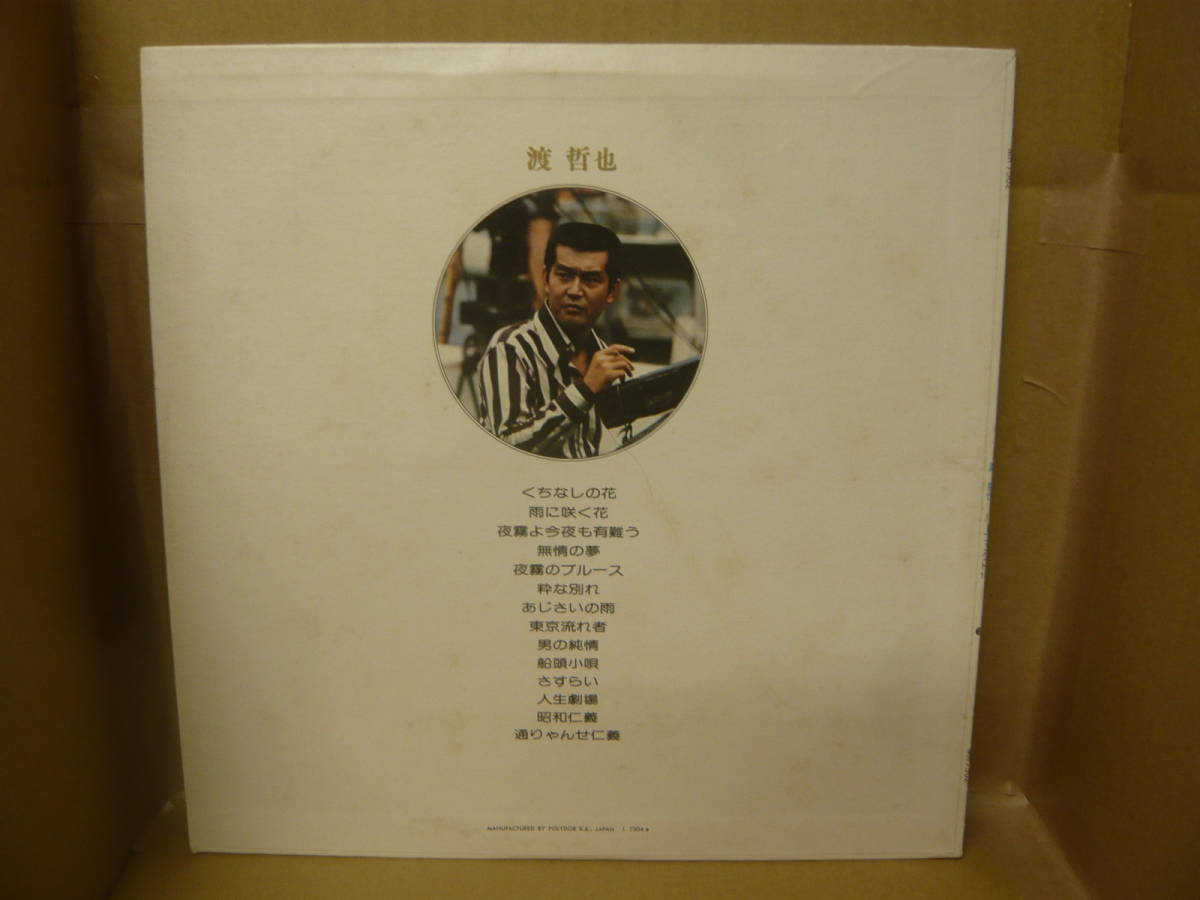 渡 哲也
くちなしの花
雨に咲く花
夜霧よ今夜も有難う
無情の夢
夜霧のブルース
粋な別れ
あじさいの雨
東京流れ者
男の純情
船頭小唄
さすらい
人生劇場
昭和仁義
通りゃんせ仁義
MANUFACTURED BY POLYDOR K.K., JAPAN